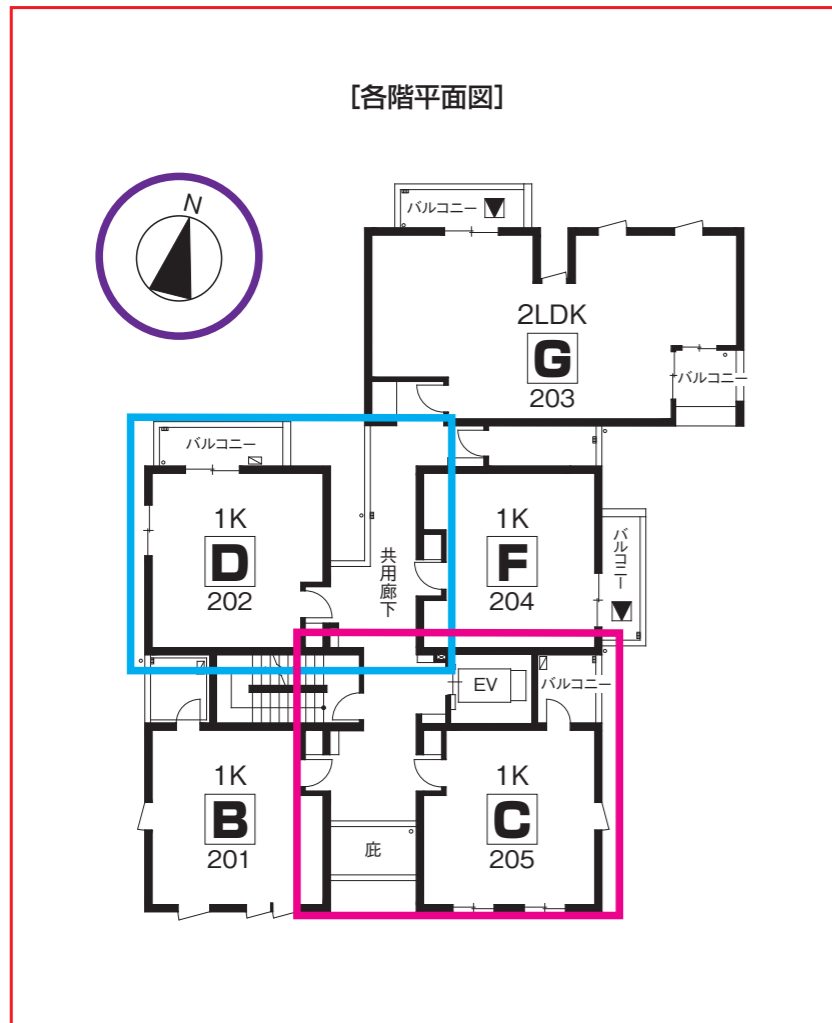 [各階平面図]
N
バルコニー
2LDK
G
203
バルコニー
バルコニー
1K
D
202
共用廊下
1K
F
204
バルコニー
EV
バルコニー
1K
B
201
庇
1K
C
205